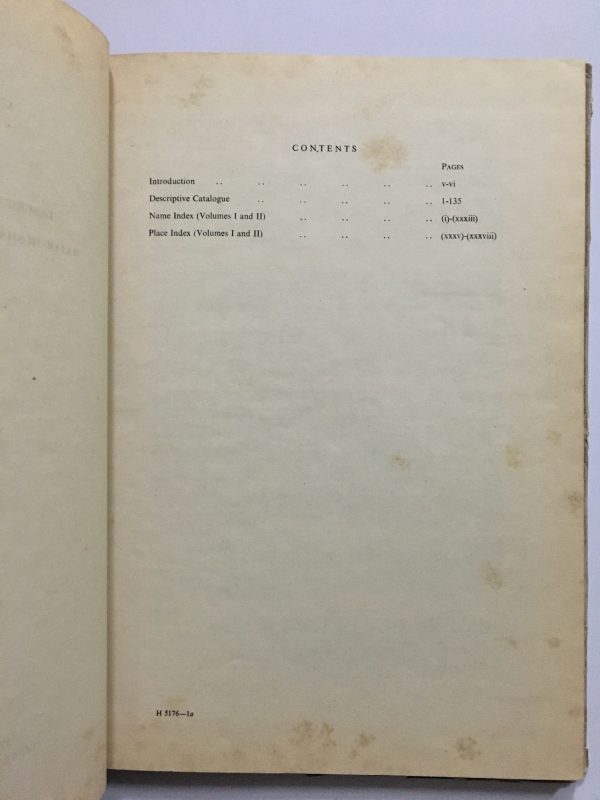 CONTENTS
PAGES
Introduction .. .. .. .. .. .. v-vi
Descriptive Catalogue .. .. .. .. .. 1-135
Name Index (Volumes I and II) .. .. .. .. (i)-(xxxiii)
Place Index (Volumes I and II) .. .. .. .. (xxxv)-(xxxviii)
H 5176—1a